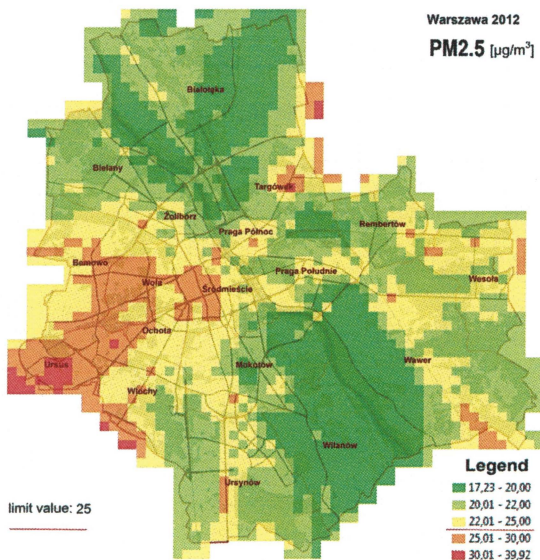 Warszawa 2012
PM2.5 [µg/m³]
Białołęka
Bielany
Targówek
Żoliborz
Praga Północ
Rembertów
Bemowo
Wola
Śródmieście
Praga Południe
Wesoła
Ochota
Ursus
Mokotów
Wawer
Włochy
Wilanów
Ursynów
Legend
17,23 - 20,00
20,01 - 22,00
22,01 - 25,00
25,01 - 30,00
30,01 - 39,92
limit value: 25